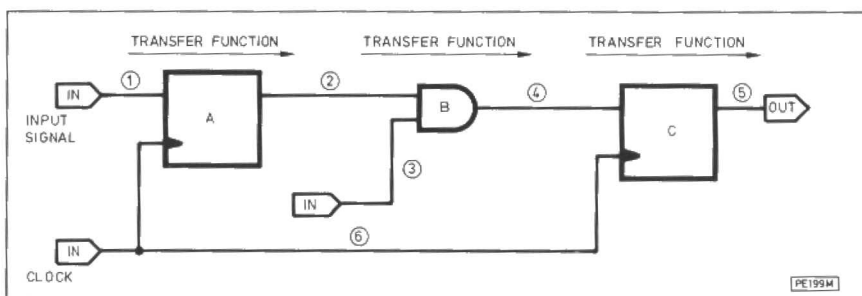 TRANSFER FUNCTION TRANSFER FUNCTION TRANSFER FUNCTION
IN 1 2 4 5 OUT
A B C
INPUT
SIGNAL
3
IN
IN 6
CLOCK
PE199M